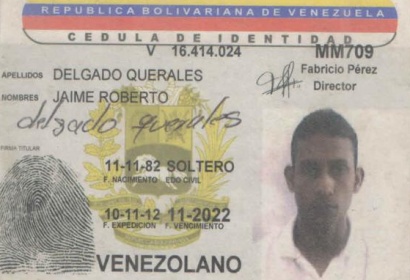 REPUBLICA BOLIVARIANA DE VENEZUELA
CEDULA DE IDENTIDAD
V 16.414.024 MM709
Fabricio Pérez
Director
APELLIDOS DELGADO QUERALES
NOMBRES JAIME ROBERTO
delgado querales
FIRMA TITULAR
11-11-82 SOLTERO
F. NACIMIENTO EDO CIVIL
10-11-12 11-2022
F. EXPEDICION F. VENCIMIENTO
VENEZOLANO